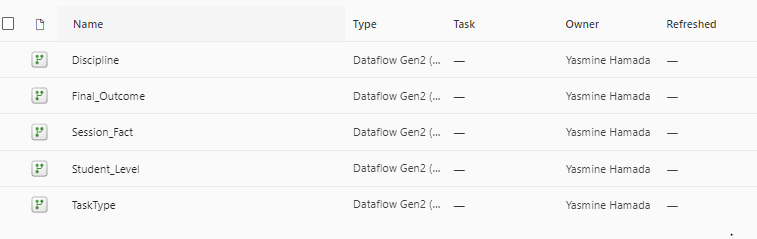 Name Type Task Owner Refreshed
Discipline Dataflow Gen2 (... — Yasmine Hamada —
Final_Outcome Dataflow Gen2 (... — Yasmine Hamada —
Session_Fact Dataflow Gen2 (... — Yasmine Hamada —
Student_Level Dataflow Gen2 (... — Yasmine Hamada —
TaskType Dataflow Gen2 (... — Yasmine Hamada —